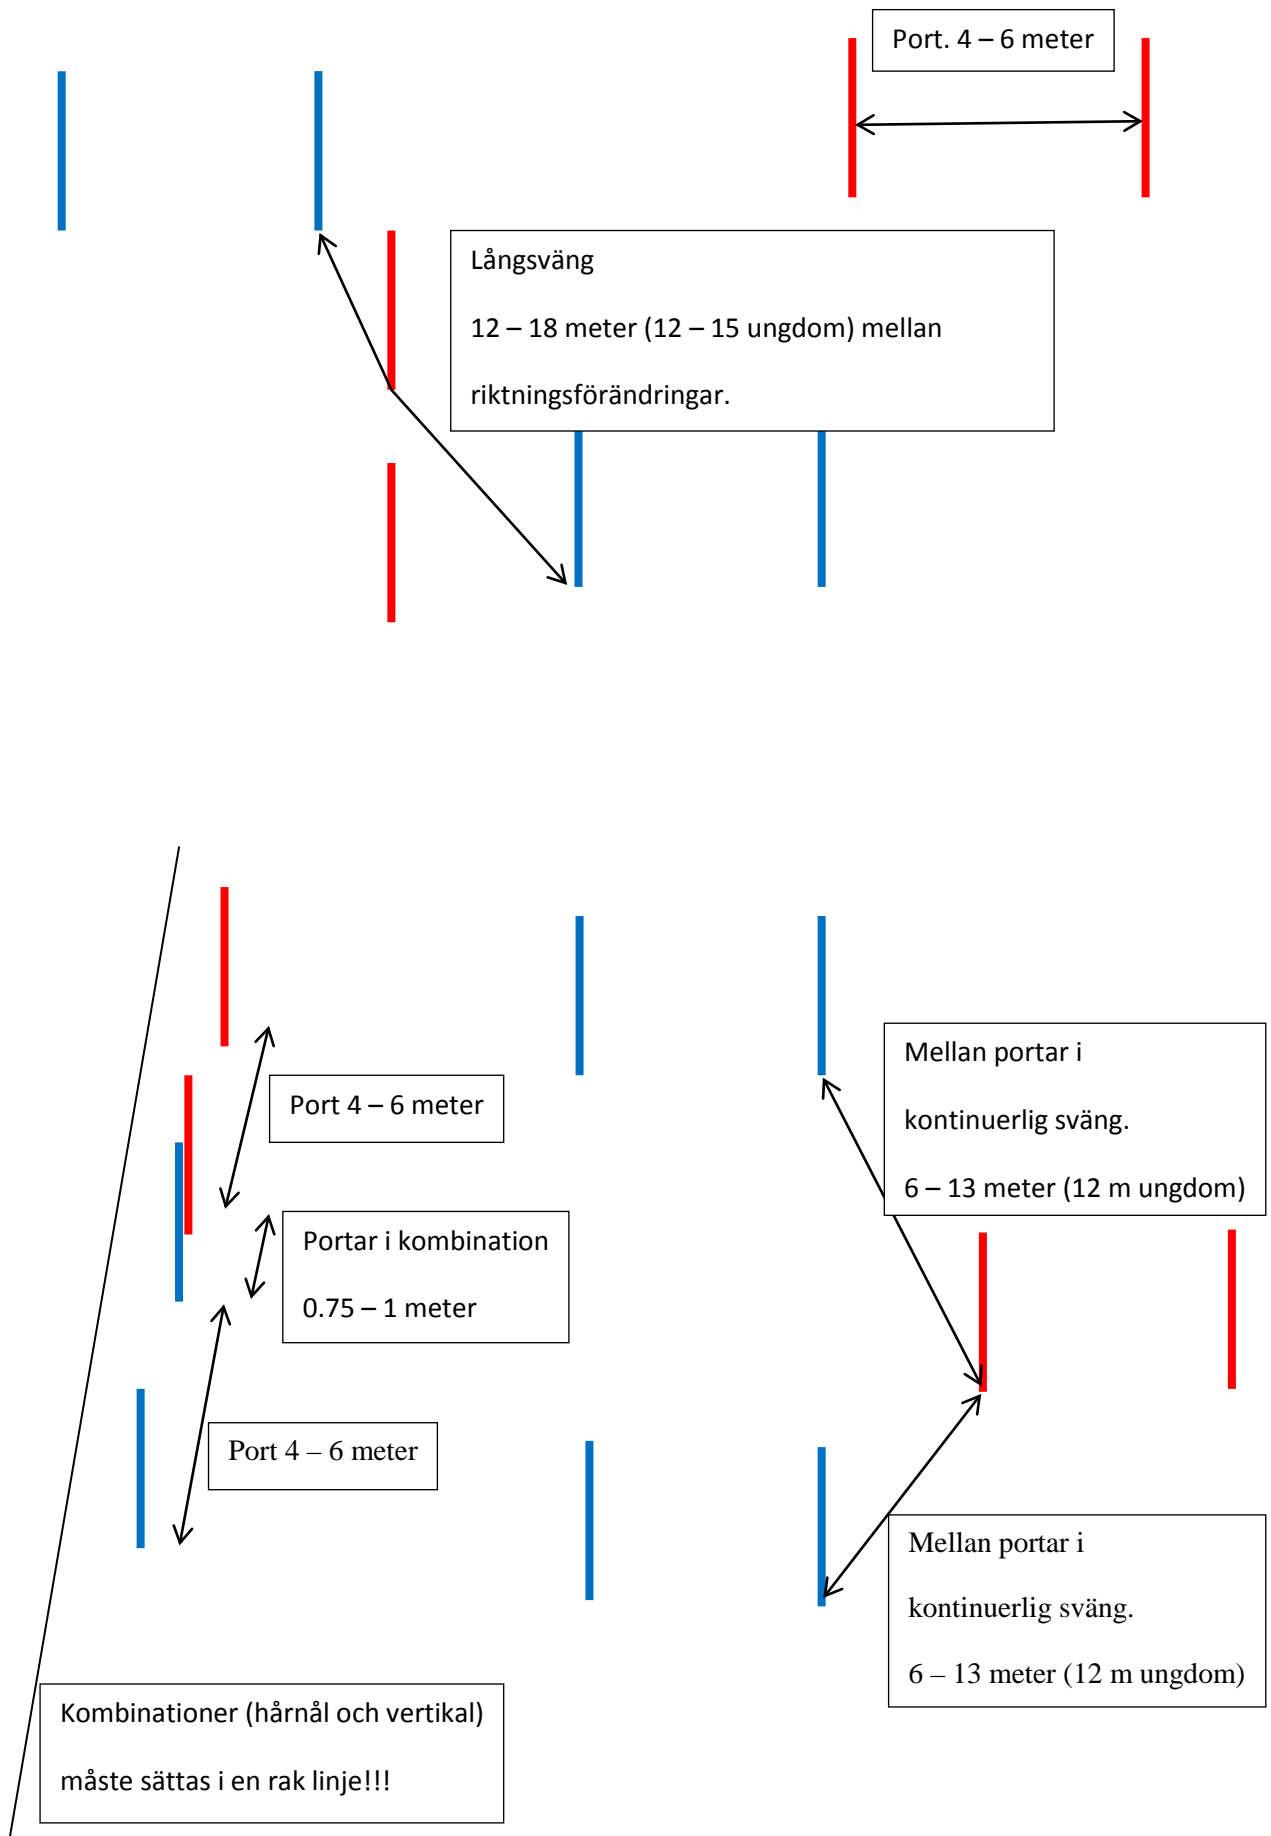 Port. 4 – 6 meter
Långsväng
12 – 18 meter (12 – 15 ungdom) mellan
riktningsförändringar.
Port 4 – 6 meter
Mellan portar i
kontinuerlig sväng.
6 – 13 meter (12 m ungdom)
Portar i kombination
0.75 – 1 meter
Port 4 – 6 meter
Mellan portar i
kontinuerlig sväng.
6 – 13 meter (12 m ungdom)
Kombinationer (hårnål och vertikal)
måste sättas i en rak linje!!!